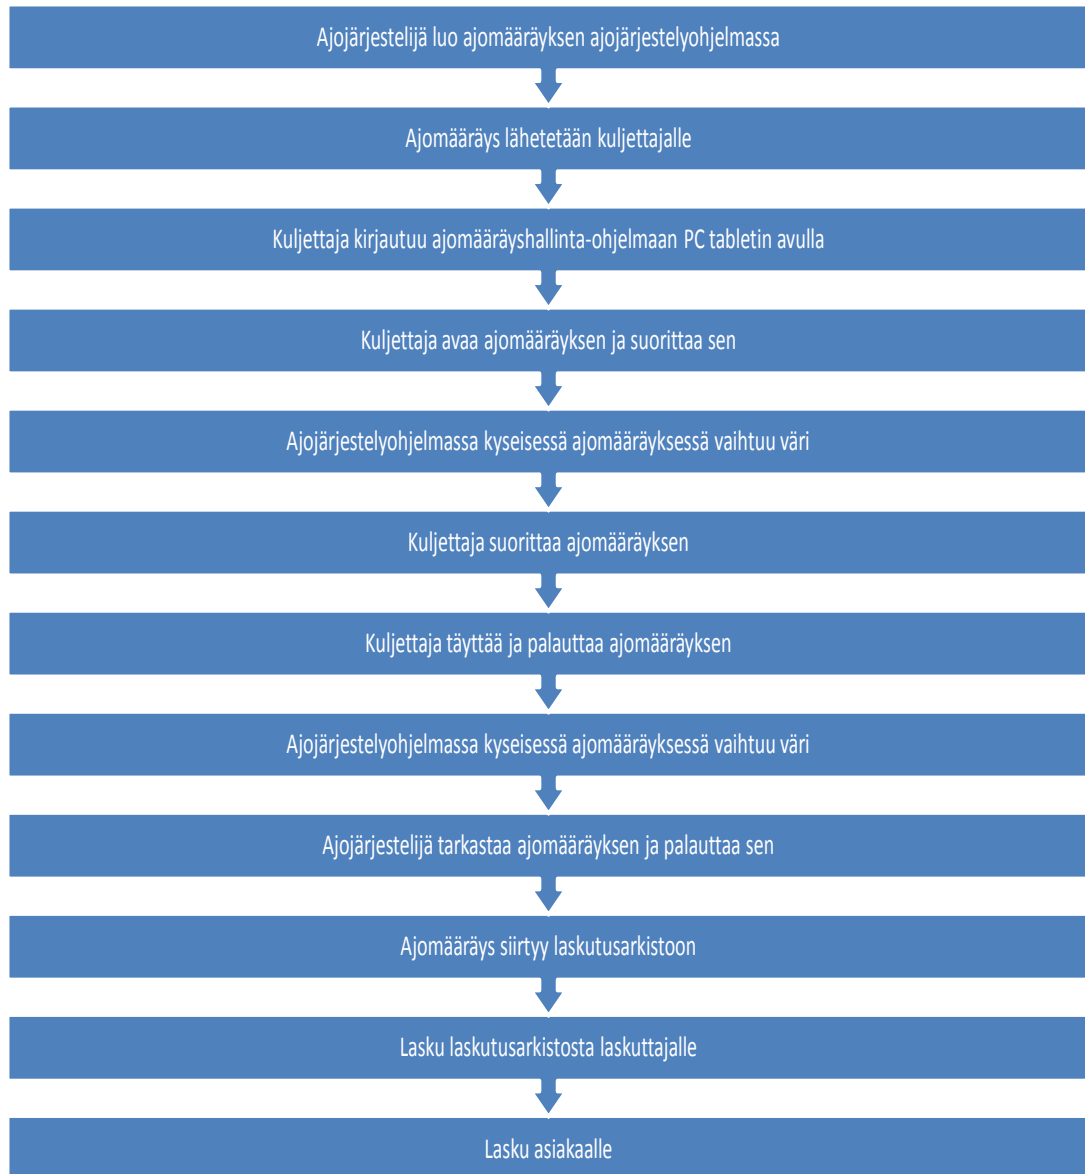 Ajojärjestelijä luo ajomääräyksen ajojärjestelyohjelmassa
Ajomääräys lähetetään kuljettajalle
Kuljettaja kirjautuu ajomääräyshallinta-ohjelmaan PC tabletin avulla
Kuljettaja avaa ajomääräyksen ja suorittaa sen
Ajojärjestelyohjelmassa kyseisessä ajomääräyksessä vaihtuu väri
Kuljettaja suorittaa ajomääräyksen
Kuljettaja täyttää ja palauttaa ajomääräyksen
Ajojärjestelyohjelmassa kyseisessä ajomääräyksessä vaihtuu väri
Ajojärjestelijä tarkastaa ajomääräyksen ja palauttaa sen
Ajomääräys siirtyy laskutusarkistoon
Lasku laskutusarkistosta laskuttajalle
Lasku asiakaalle